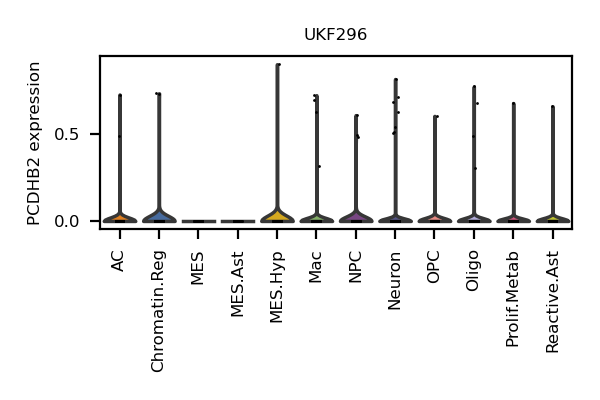 UKF296
PCDHB2 expression
0.5
0.0
AC
Chromatin.Reg
MES
MES.Ast
MES.Hyp
Mac
NPC
Neuron
OPC
Oligo
Prolif.Metab
Reactive.Ast